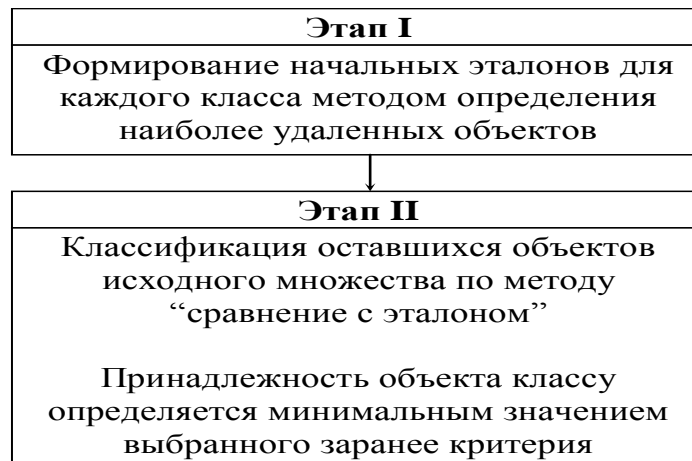 Этап I
Формирование начальных эталонов для
каждого класса методом определения
наиболее удаленных объектов
Этап II
Классификация оставшихся объектов
исходного множества по методу
“сравнение с эталоном”
Принадлежность объекта классу
определяется минимальным значением
выбранного заранее критерия